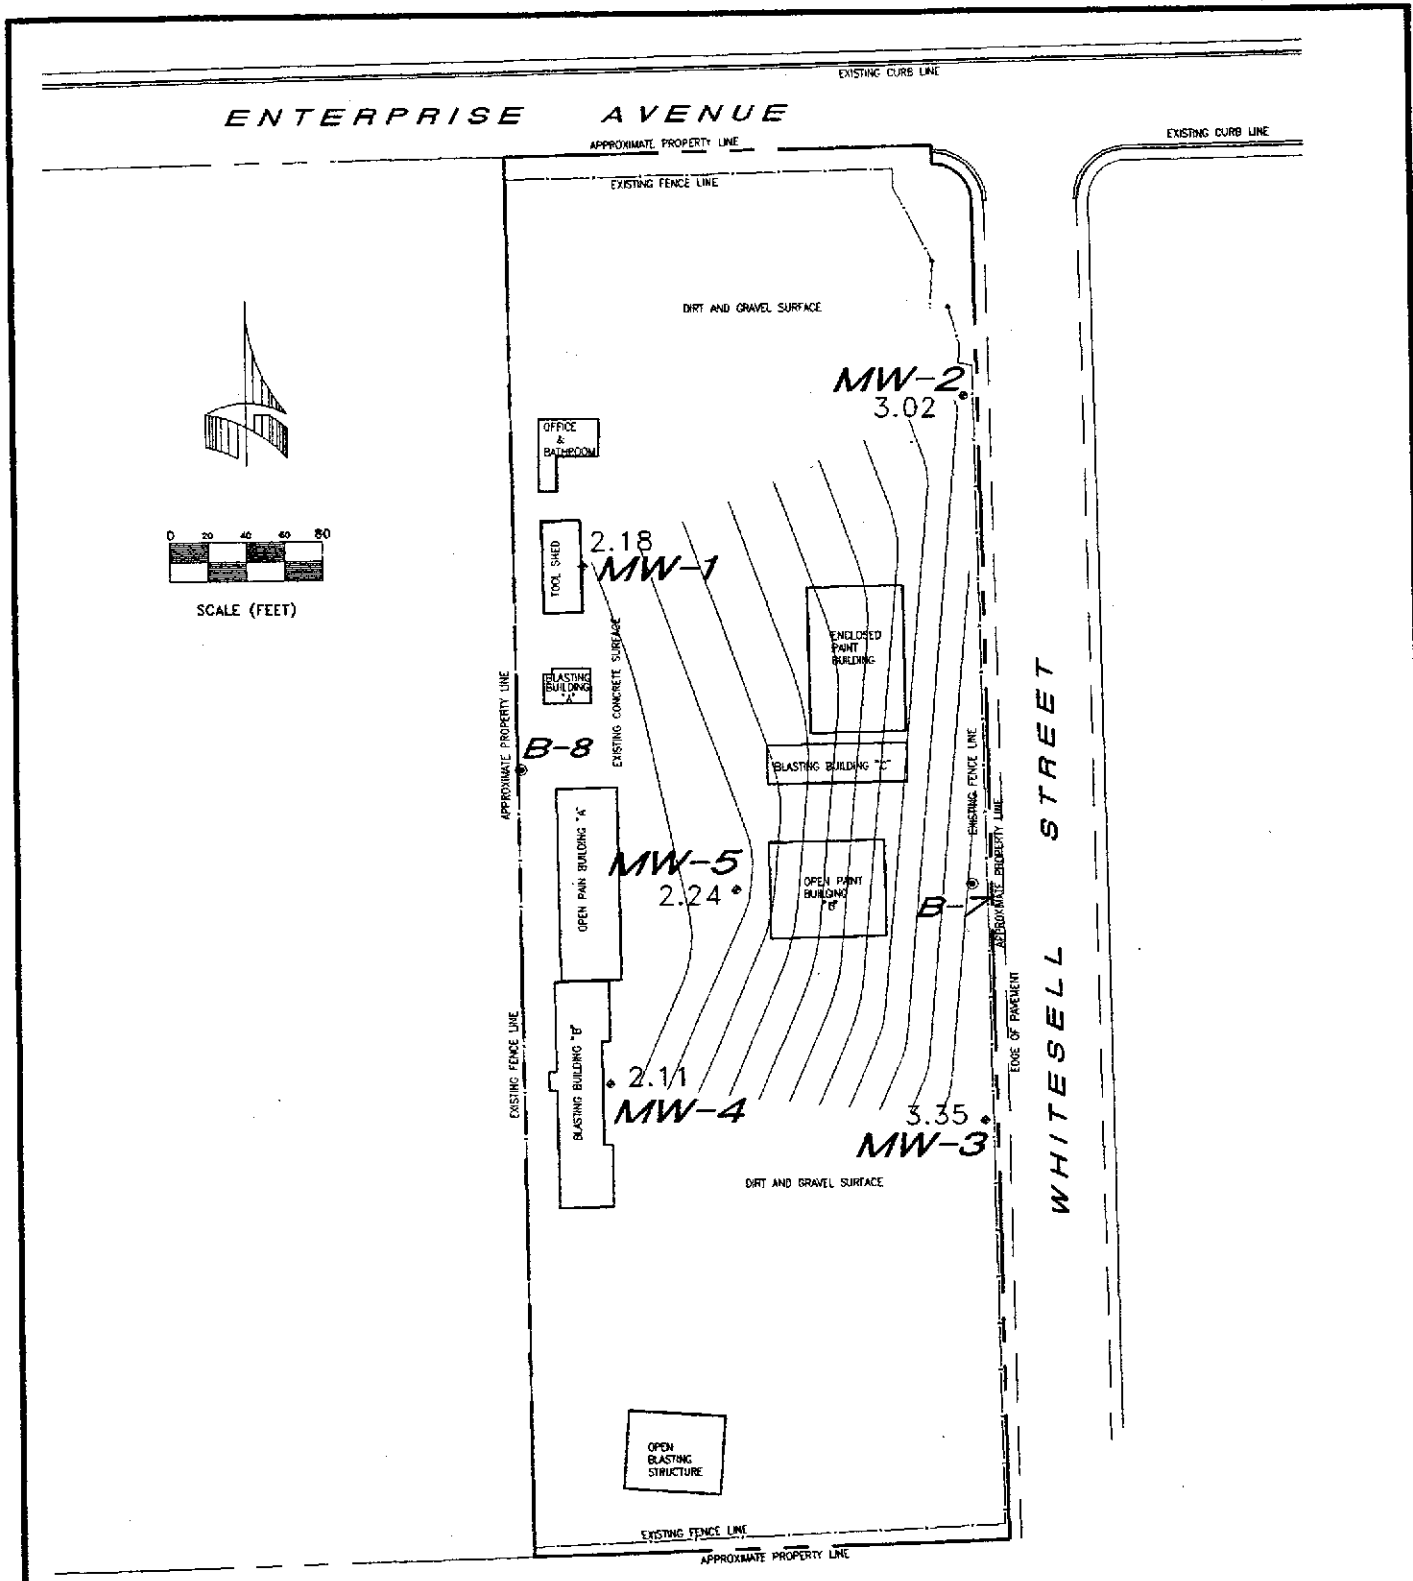 EXISTING CURB LINE
ENTERPRISE AVENUE
EXISTING CURB LINE
APPROXIMATE PROPERTY LINE
EXISTING FENCE LINE
DIRT AND GRAVEL SURFACE
MW-2
3.02
OFFICE
&
BATHROOM
0 20 40 60 80
SCALE (FEET)
TOOL SHED
2.18
MW-1
EXISTING CONCRETE SURFACE
ENCLOSED
PAINT
BUILDING
BLASTING
BUILDING
"A"
APPROXIMATE PROPERTY LINE
B-8
BLASTING BUILDING "C"
EXISTING FENCE LINE
WHITESELL STREET
OPEN PAIN BUILDING "A"
MW-5
2.24
OPEN PAINT
BUILDING
"B"
B-7
APPROXIMATE PROPERTY LINE
EDGE OF PAVEMENT
EXISTING FENCE LINE
BLASTING BUILDING "B"
2.11
MW-4
3.35
MW-3
DIRT AND GRAVEL SURFACE
OPEN
BLASTING
STRUCTURE
EXISTING FENCE LINE
APPROXIMATE PROPERTY LINE